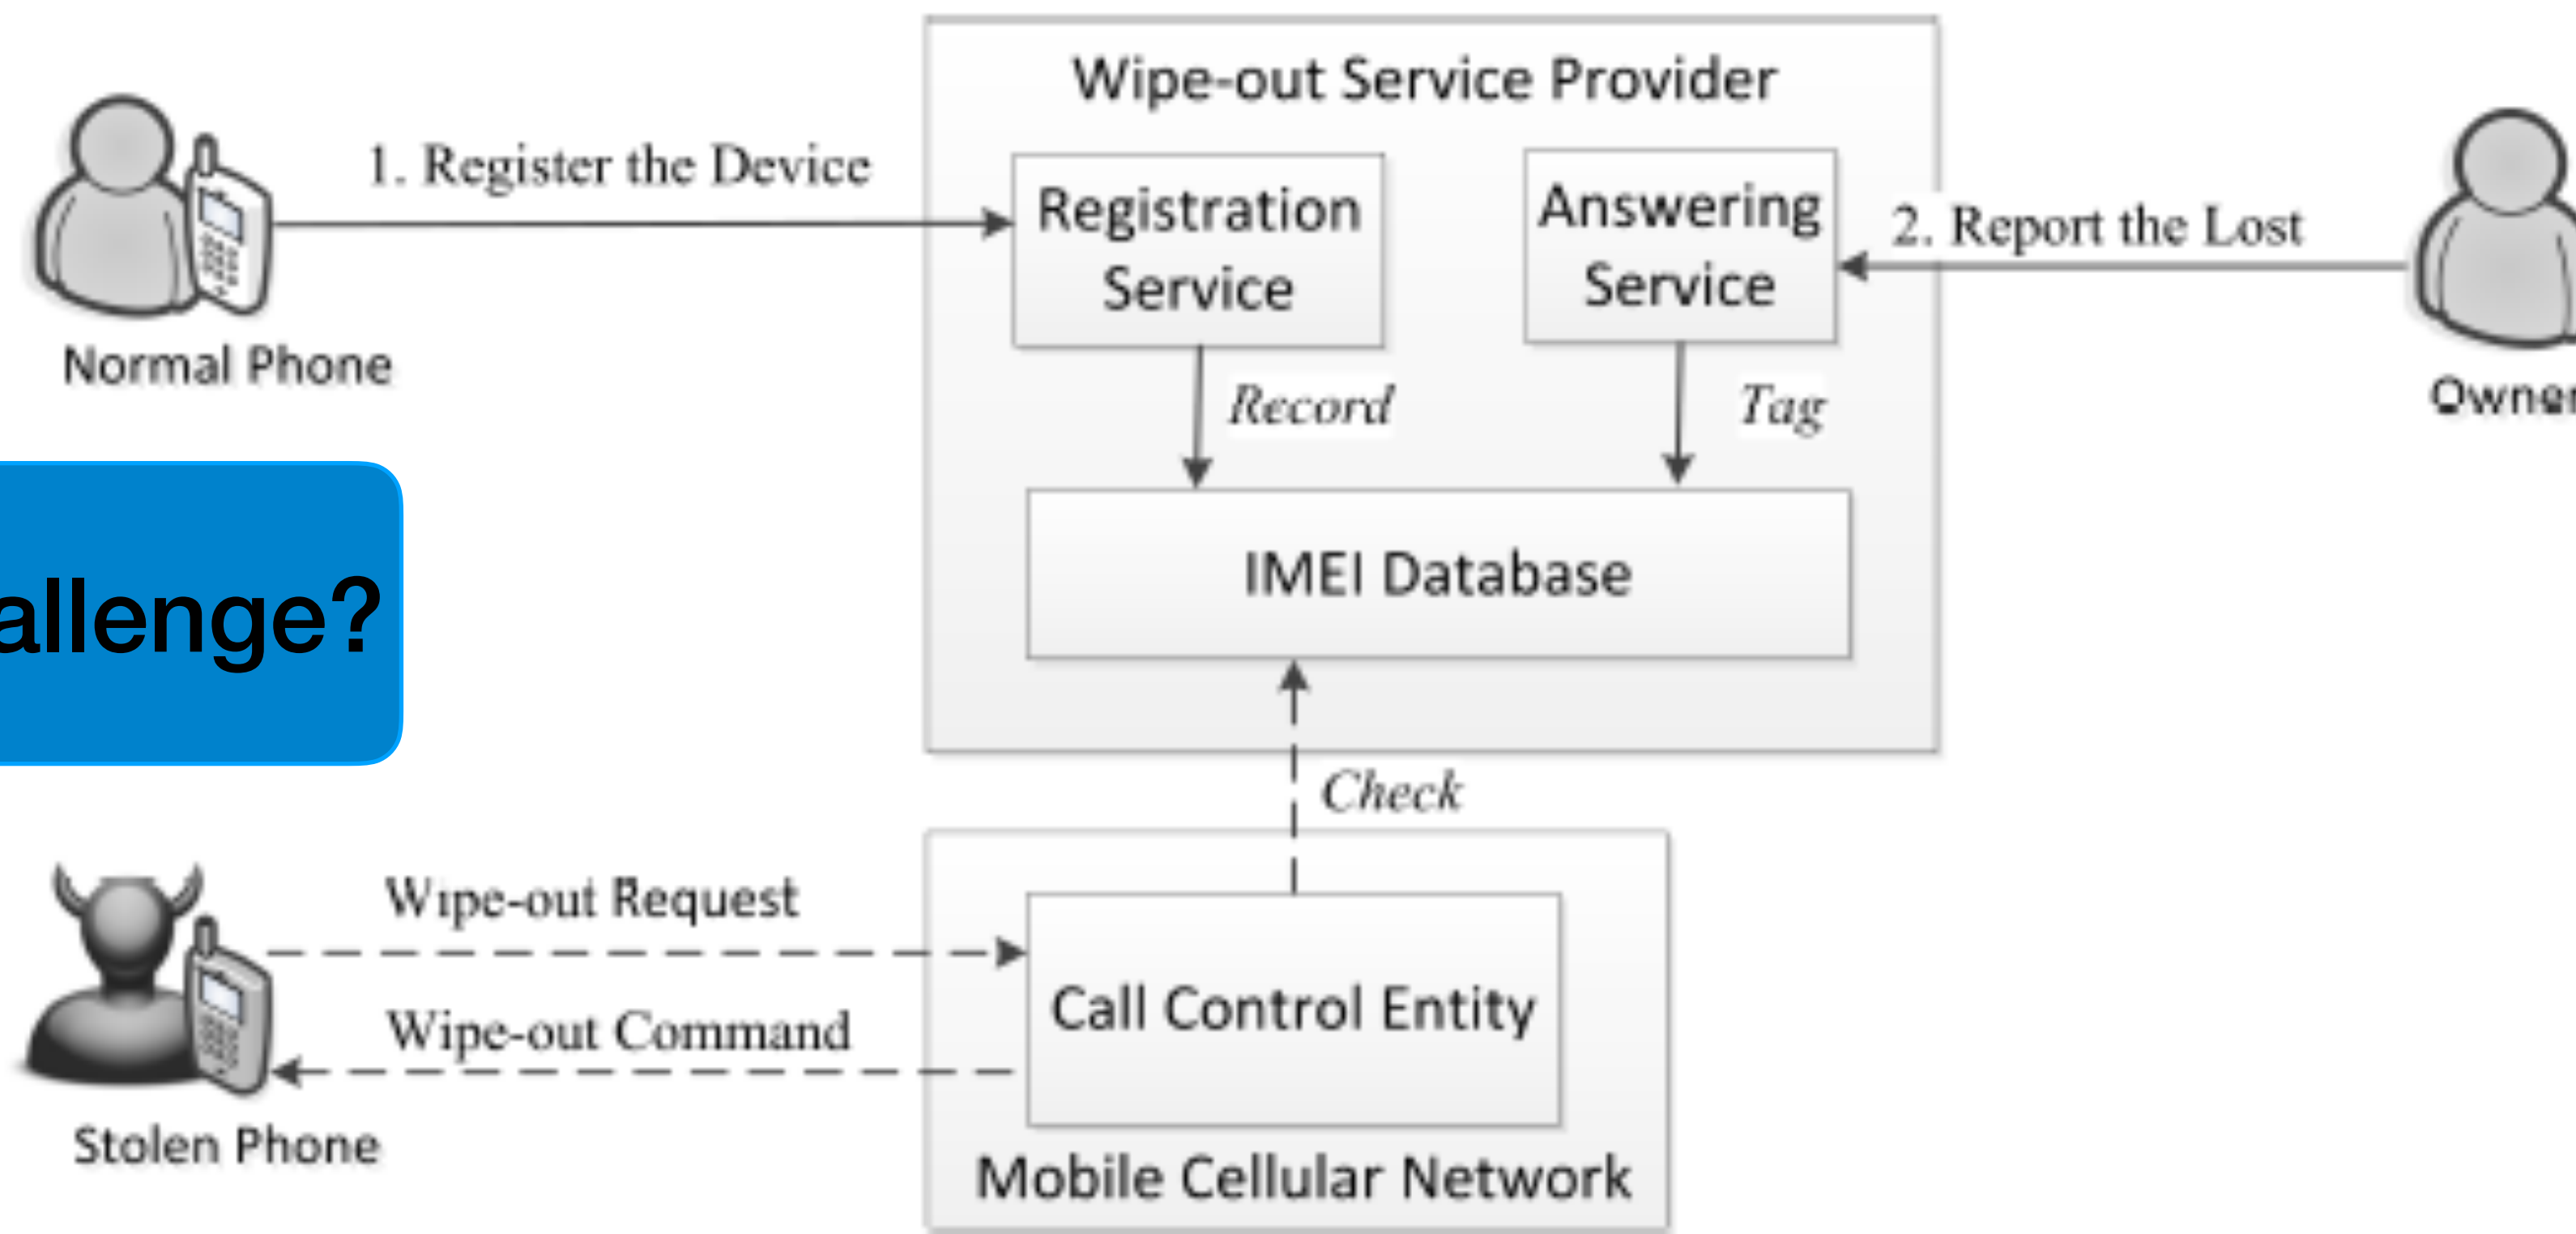 Wipe-out Service Provider
1. Register the Device
Registration
Service
Answering
Service
2. Report the Lost
Normal Phone
Record
Tag
Owner
IMEI Database
allenge?
Check
Wipe-out Request
Call Control Entity
Wipe-out Command
Stolen Phone
Mobile Cellular Network